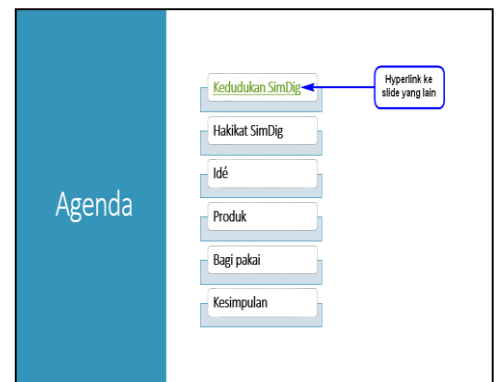 Agenda
Kedudukan SimDig
Hyperlink ke
slide yang lain
Hakikat SimDig
Idé
Produk
Bagi pakai
Kesimpulan